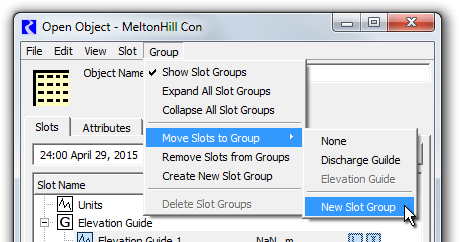 Open Object - MeltonHill Con
File Edit View Slot Group
Object Name
Show Slot Groups
Expand All Slot Groups
Collapse All Slot Groups
Slots Attributes
Move Slots to Group
None
24:00 April 29, 2015
Remove Slots from Groups
Discharge Guilde
Create New Slot Group
Elevation Guide
Slot Name
Units
Delete Slot Groups
New Slot Group
G Elevation Guide
Elevation Guide 1 NaN m